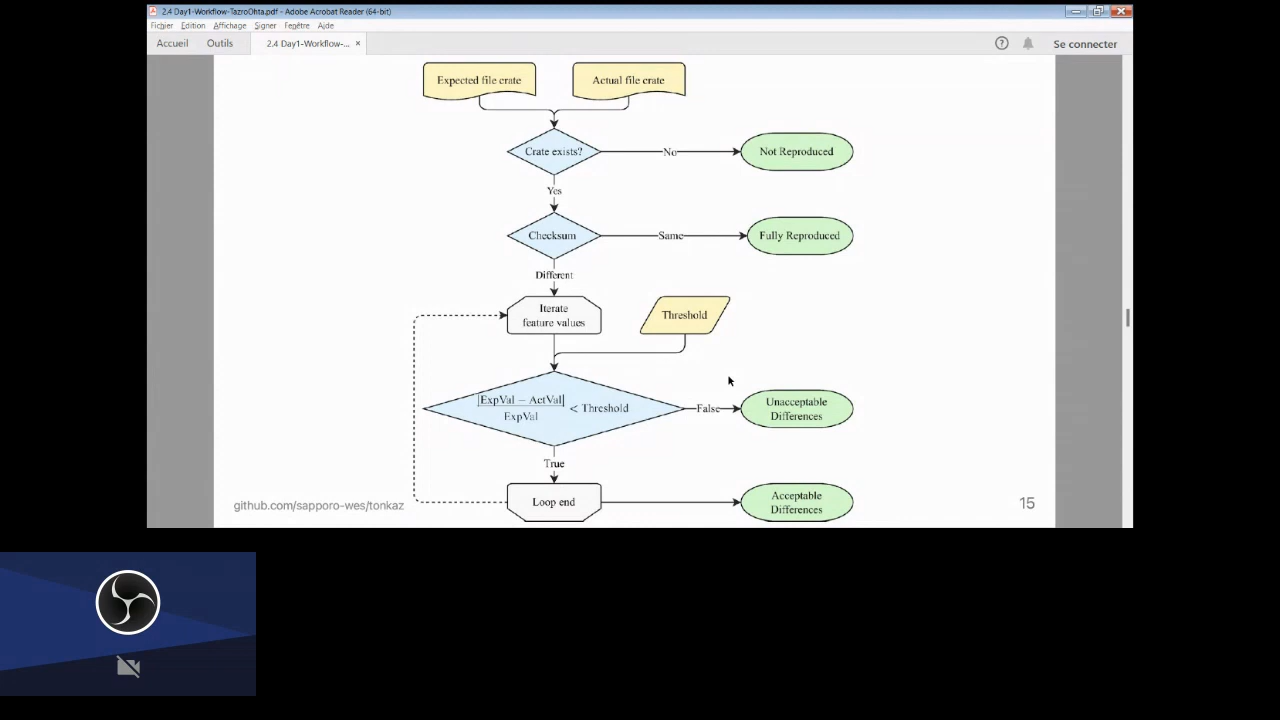 2.4 Day1-Workflow-TazroOhta.pdf - Adobe Acrobat Reader (64-bit)
Fichier Edition Affichage Signer Fenêtre Aide
Accueil Outils 2.4 Day1-Workflow-... × Se connecter
Expected file crate Actual file crate
Crate exists? No Not Reproduced
Yes
Checksum Same Fully Reproduced
Different
Iterate
feature values
Threshold
|ExpVal − ActVal|
ExpVal
< Threshold
False
Unacceptable
Differences
True
Loop end
Acceptable
Differences
github.com/sapporo-wes/tonkaz
15